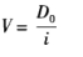 V = D₀ / i